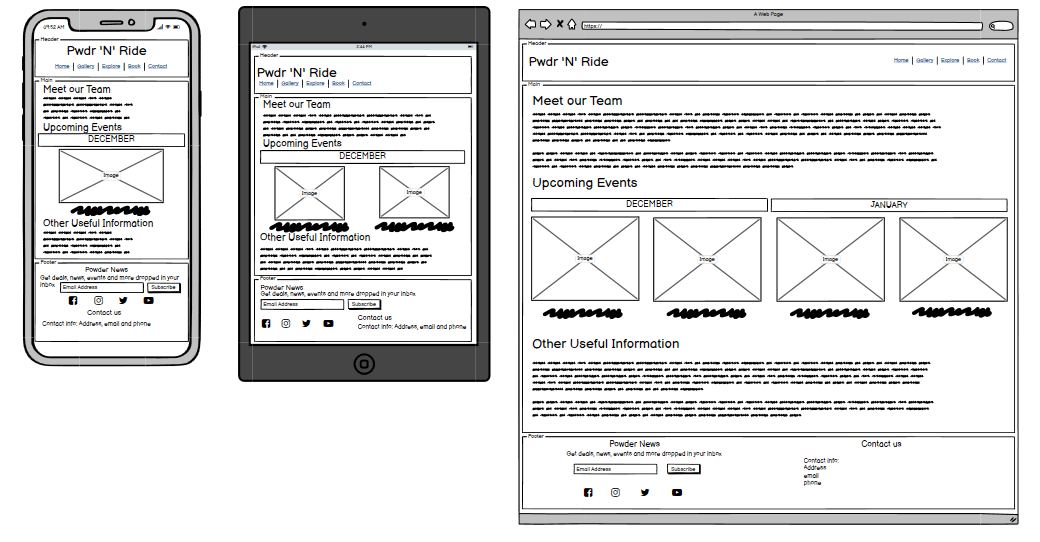 09:52 AM
Header
Pwdr 'N' Ride
Home | Gallery | Explore | Book | Contact
Main
Meet our Team
Upcoming Events
DECEMBER
Image
Other Useful Information
Footer
Powder News
Get deals, news, events and more dropped in your
inbox
Email Address
Subscribe
Contact us
Contact info: Address, email and phone
iPad
2:44 PM
Header
Pwdr 'N' Ride
Home | Gallery | Explore | Book | Contact
Main
Meet our Team
Upcoming Events
DECEMBER
Image
Image
Other Useful Information
Footer
Powder News
Get deals, news, events and more dropped in your inbox
Email Address
Subscribe
Contact us
Contact info: Address, email and phone
A Web Page
https://
Header
Pwdr 'N' Ride
Home | Gallery | Explore | Book | Contact
Main
Meet our Team
Upcoming Events
DECEMBER
JANUARY
Image
Image
Image
Image
Other Useful Information
Footer
Powder News
Get deals, news, events and more dropped in your inbox
Email Address
Subscribe
Contact us
Contact info:
Address
email
phone